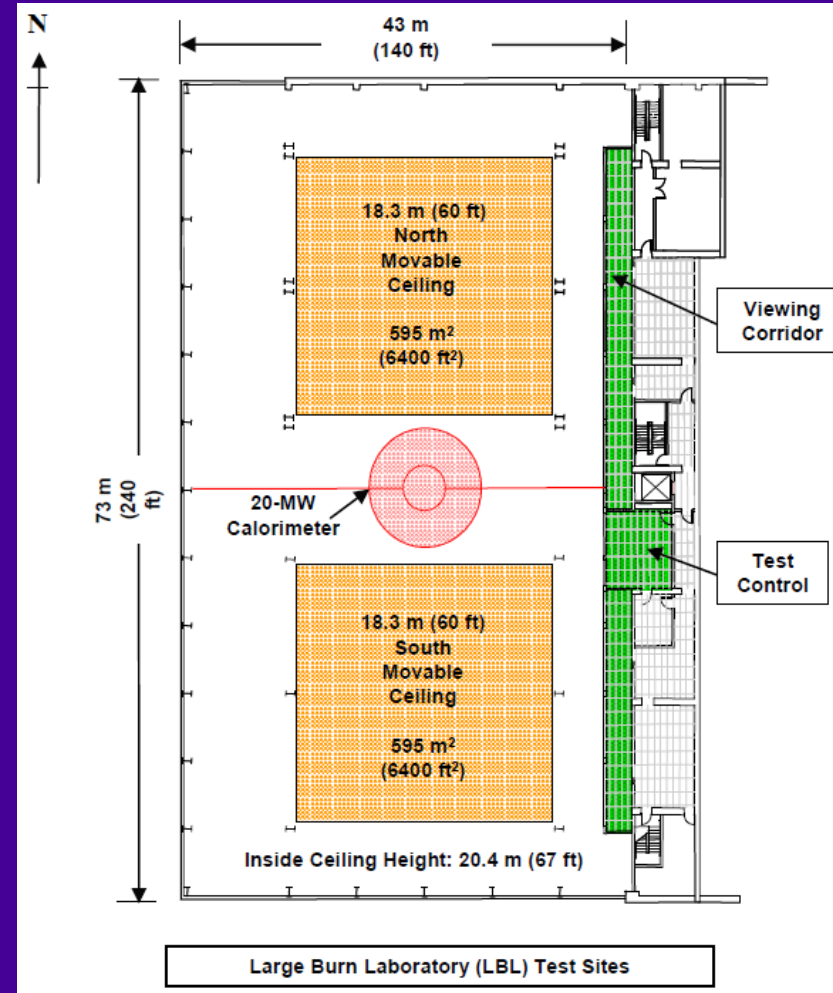 N
43 m
(140 ft)
18.3 m (60 ft)
North
Movable
Ceiling
595 m²
(6400 ft²)
Viewing
Corridor
73 m
(240
ft)
20-MW
Calorimeter
Test
Control
18.3 m (60 ft)
South
Movable
Ceiling
595 m²
(6400 ft²)
Inside Ceiling Height: 20.4 m (67 ft)
Large Burn Laboratory (LBL) Test Sites